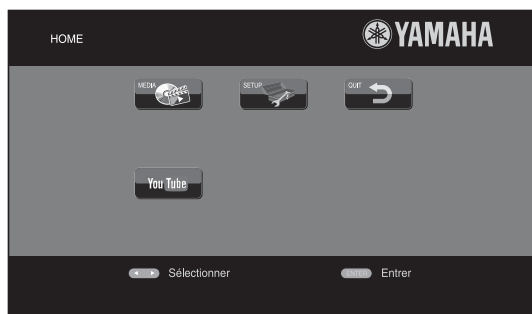 HOME
YAMAHA
MEDIA
SETUP
QUIT
You Tube
Sélectionner
ENTER
Entrer